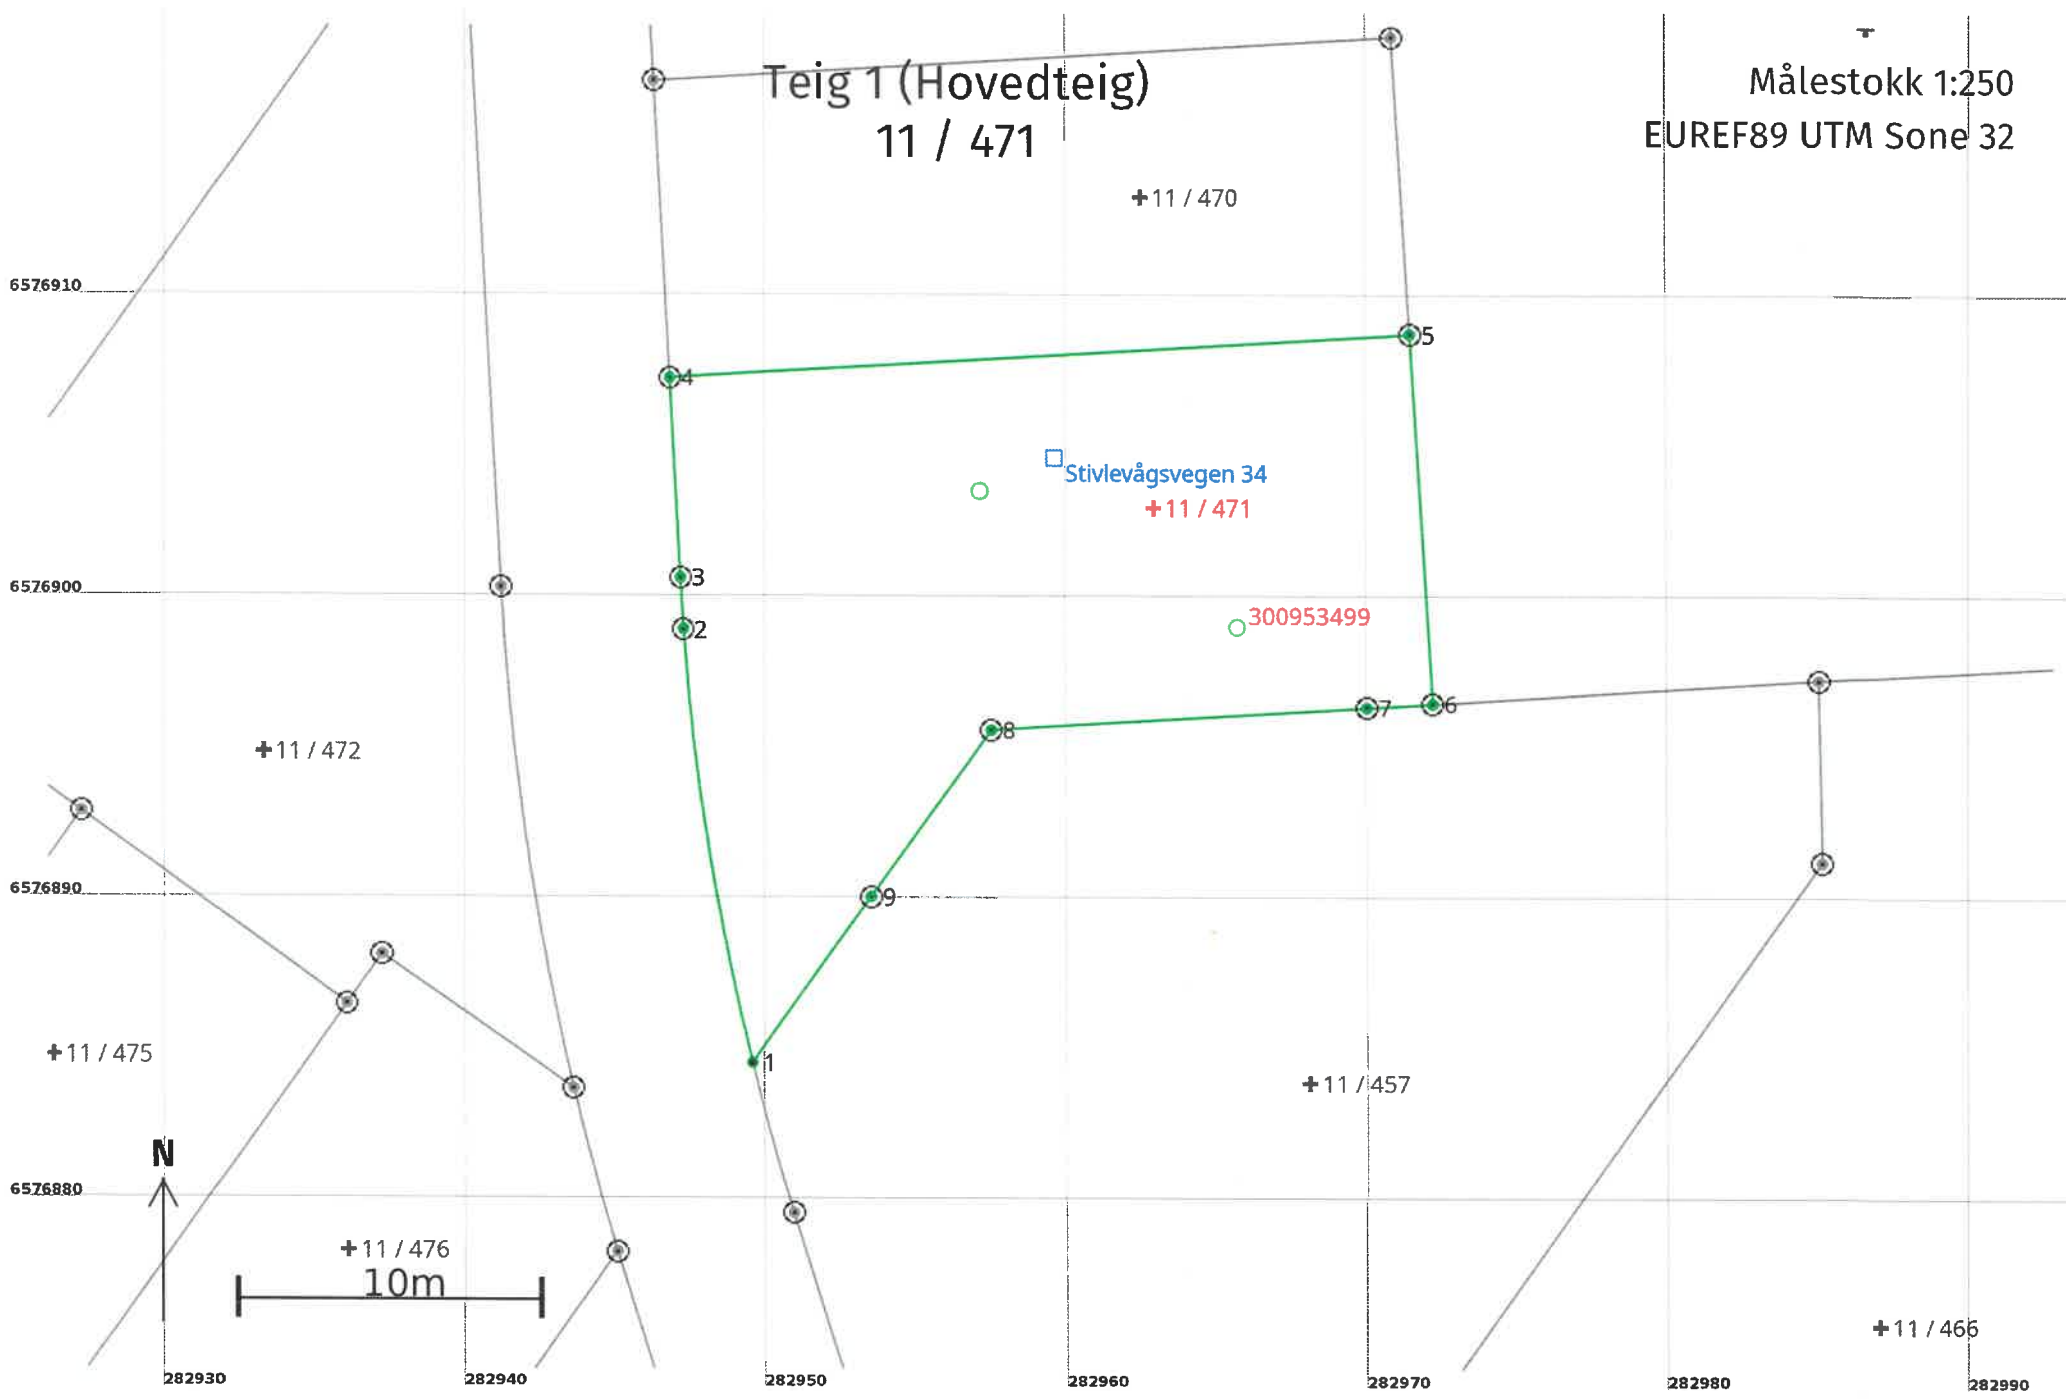 Teig 1 (Hovedteig)
11 / 471
Målestokk 1:250
EUREF89 UTM Sone 32
+11 / 470
6576910
5
4
Stivlevågsvegen 34
+11 / 471
3
6576900
300953499
2
7
6
8
+11 / 472
6576890
9
+11 / 475
1
+11 / 457
N
6576880
+11 / 476
10m
+11 / 466
282930
282940
282950
282960
282970
282980
282990